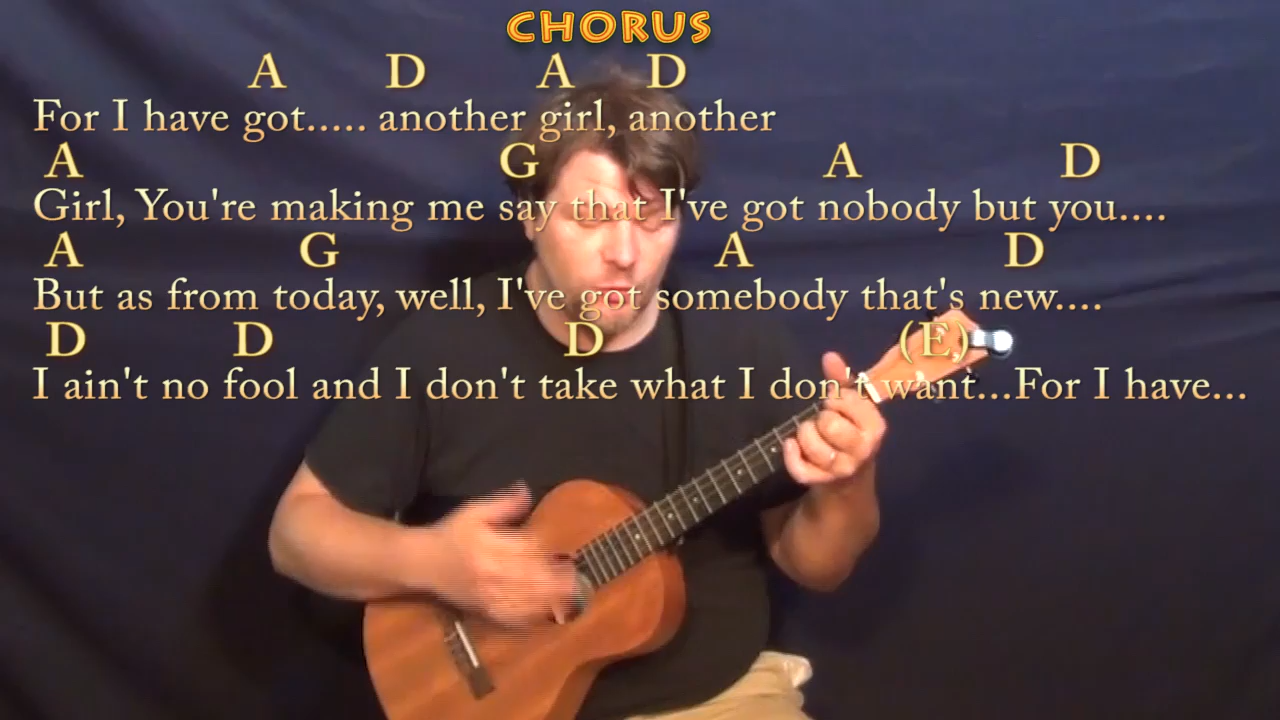 CHORUS
A D A D
For I have got..... another girl, another
A G A D
Girl, You're making me say that I've got nobody but you....
A G A D
But as from today, well, I've got somebody that's new....
D D D (E)
I ain't no fool and I don't take what I don't want...For I have...